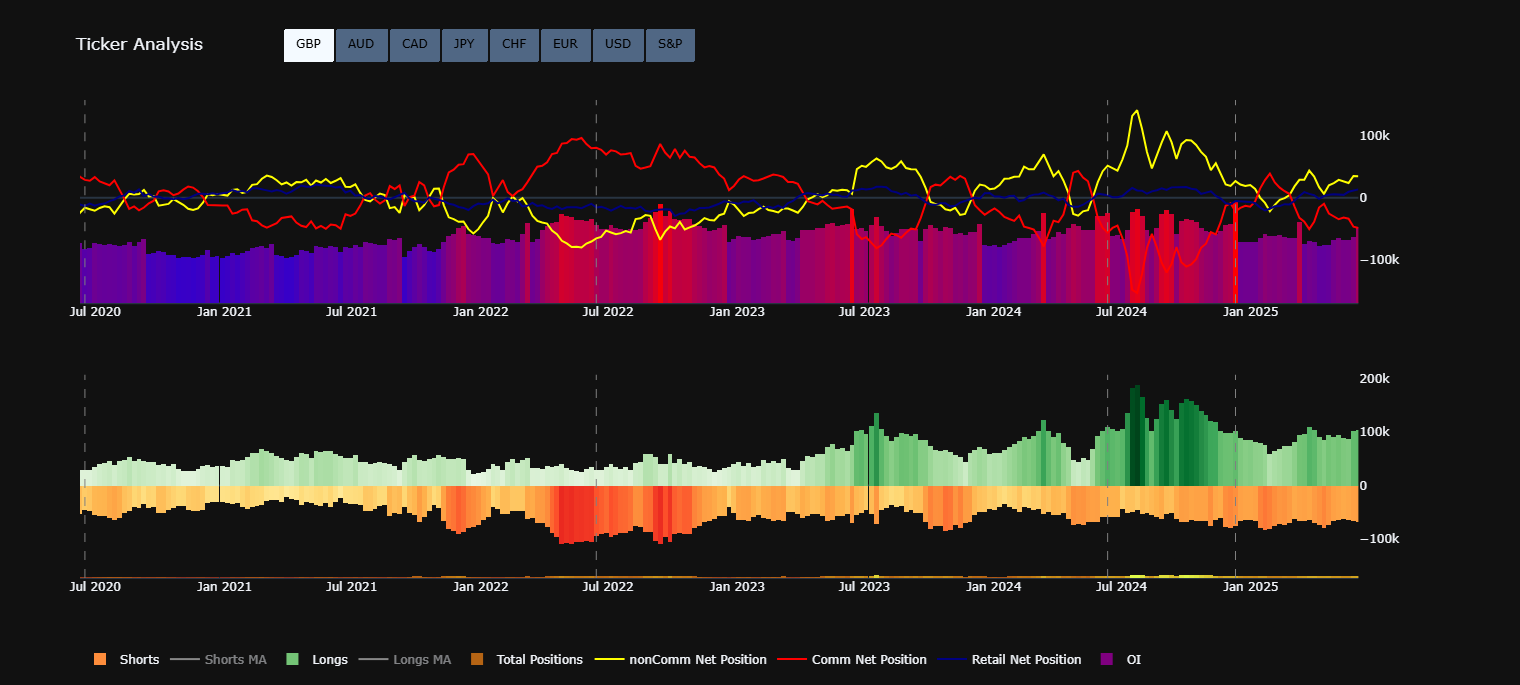 Ticker Analysis GBP AUD CAD JPY CHF EUR USD S&P
100k
0
−100k
Jul 2020 Jan 2021 Jul 2021 Jan 2022 Jul 2022 Jan 2023 Jul 2023 Jan 2024 Jul 2024 Jan 2025
200k
100k
0
−100k
Jul 2020 Jan 2021 Jul 2021 Jan 2022 Jul 2022 Jan 2023 Jul 2023 Jan 2024 Jul 2024 Jan 2025
Shorts Shorts MA Longs Longs MA Total Positions nonComm Net Position Comm Net Position Retail Net Position OI